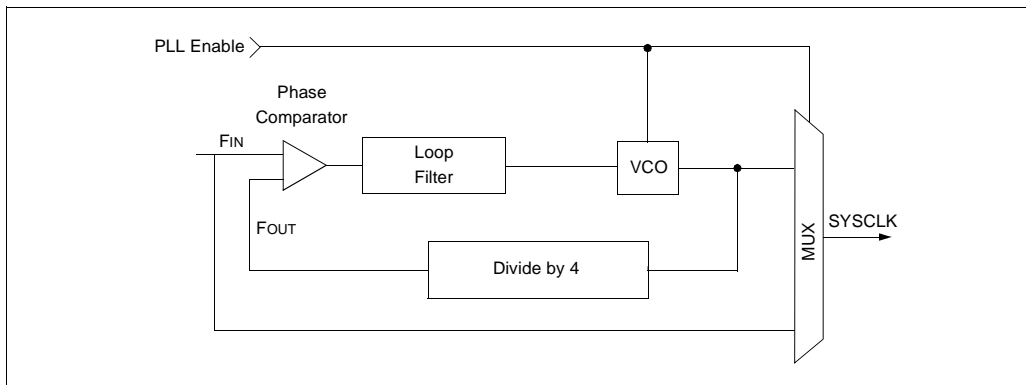 PLL Enable
Phase
Comparator
FIN
Loop
Filter
VCO
FOUT
Divide by 4
MUX
SYSCLK